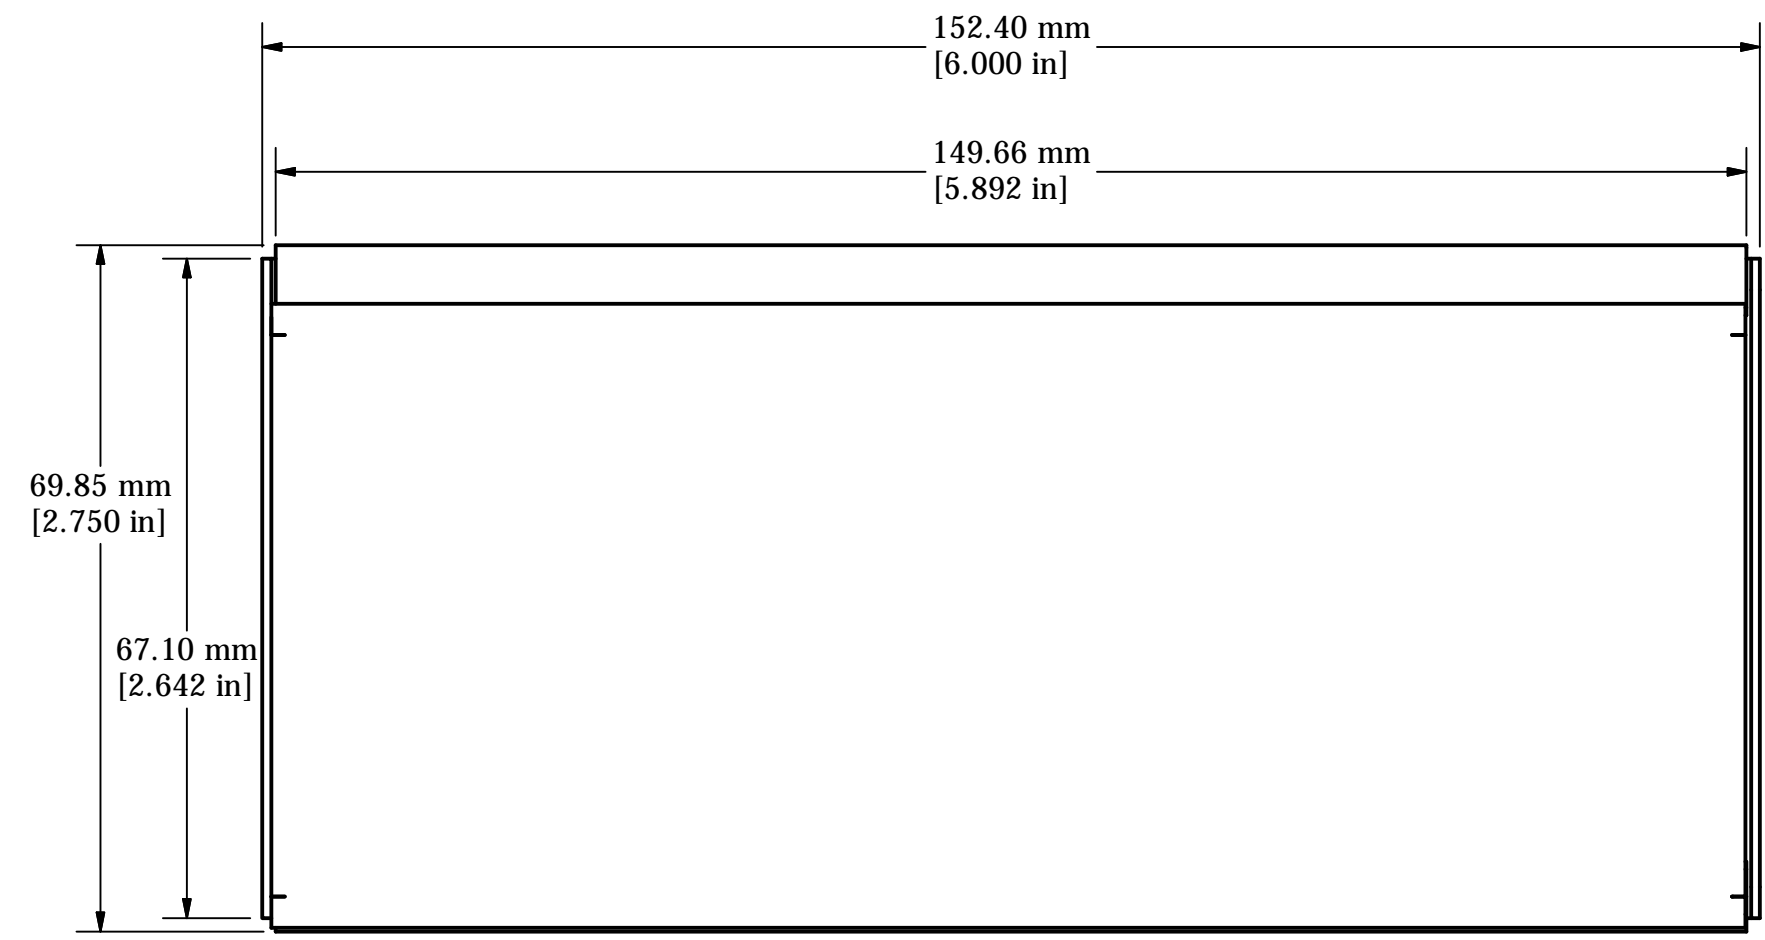 152.40 mm
[6.000 in]
149.66 mm
[5.892 in]
69.85 mm
[2.750 in]
67.10 mm
[2.642 in]